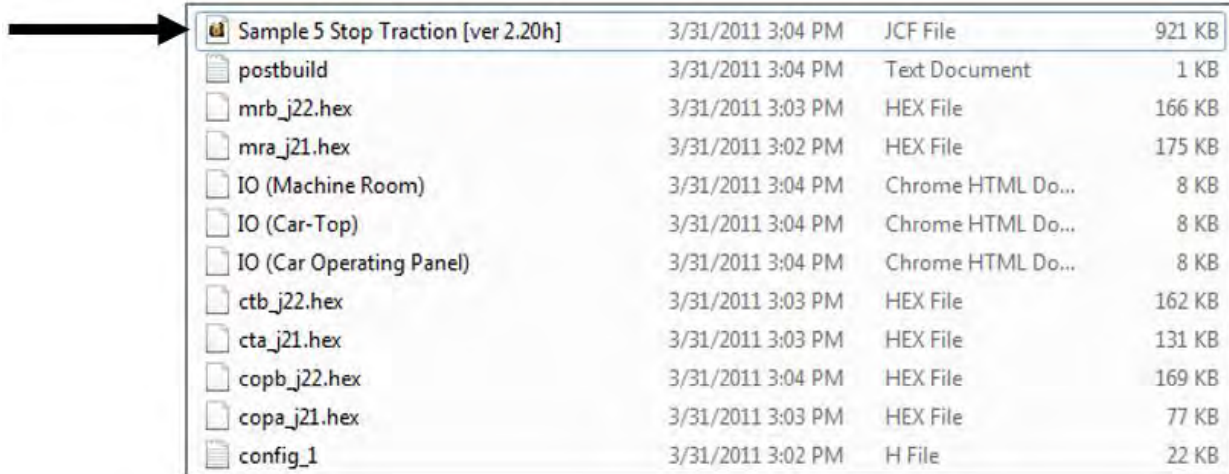 Sample 5 Stop Traction [ver 2.20h] 3/31/2011 3:04 PM JCF File 921 KB
postbuild 3/31/2011 3:04 PM Text Document 1 KB
mrb_j22.hex 3/31/2011 3:03 PM HEX File 166 KB
mra_j21.hex 3/31/2011 3:02 PM HEX File 175 KB
IO (Machine Room) 3/31/2011 3:04 PM Chrome HTML Do... 8 KB
IO (Car-Top) 3/31/2011 3:04 PM Chrome HTML Do... 8 KB
IO (Car Operating Panel) 3/31/2011 3:04 PM Chrome HTML Do... 8 KB
ctb_j22.hex 3/31/2011 3:03 PM HEX File 162 KB
cta_j21.hex 3/31/2011 3:03 PM HEX File 131 KB
copb_j22.hex 3/31/2011 3:04 PM HEX File 169 KB
copa_j21.hex 3/31/2011 3:03 PM HEX File 77 KB
config_1 3/31/2011 3:02 PM H File 22 KB